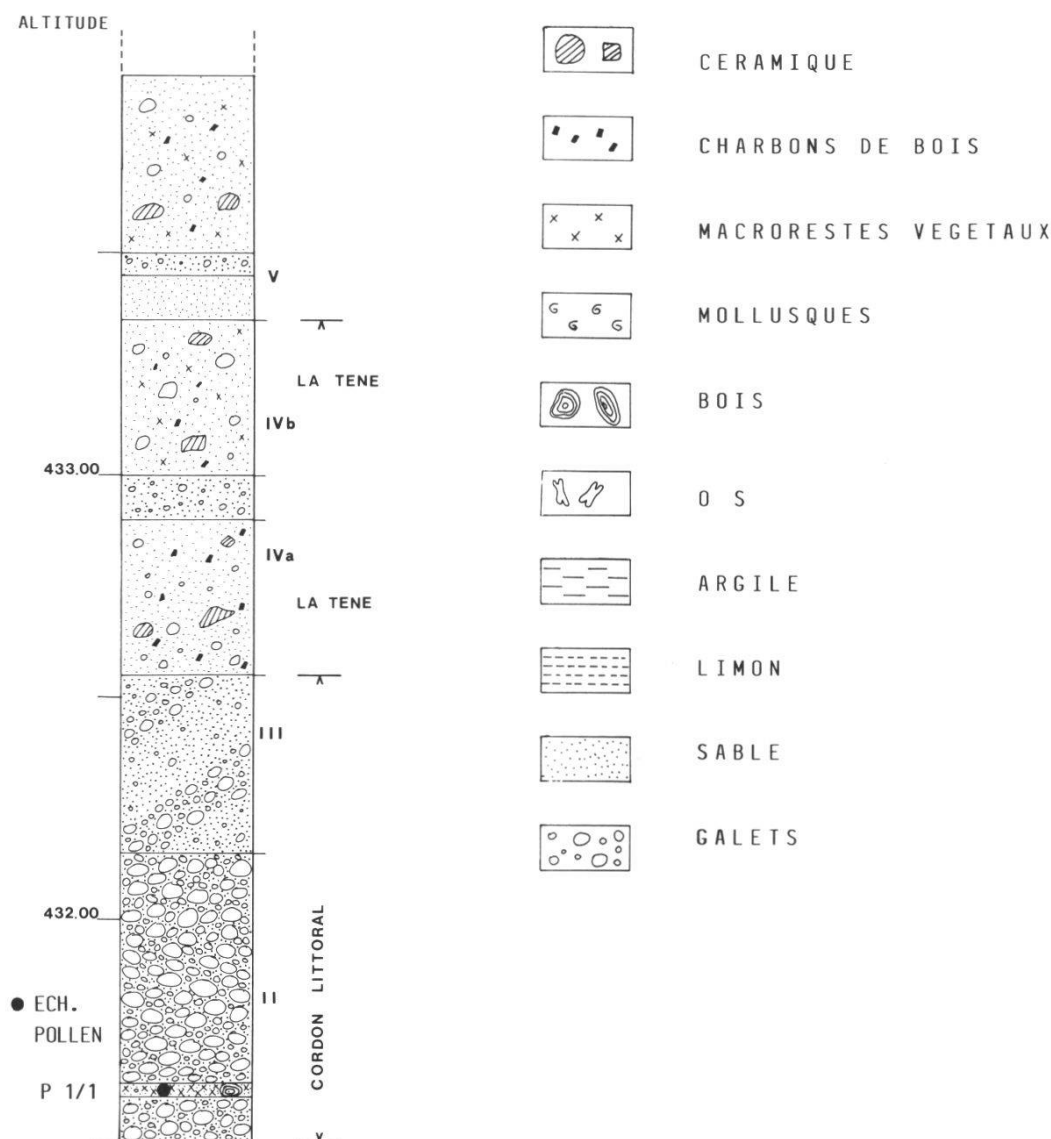 ALTITUDE
V
LA TENE
IVb
433.00
IVa
LA TENE
III
432.00
II
CORDON LITTORAL
ECH.
POLLEN
P 1/1
CERAMIQUE
CHARBONS DE BOIS
MACRORESTES VEGETAUX
MOLLUSQUES
BOIS
O S
ARGILE
LIMON
SABLE
GALETS